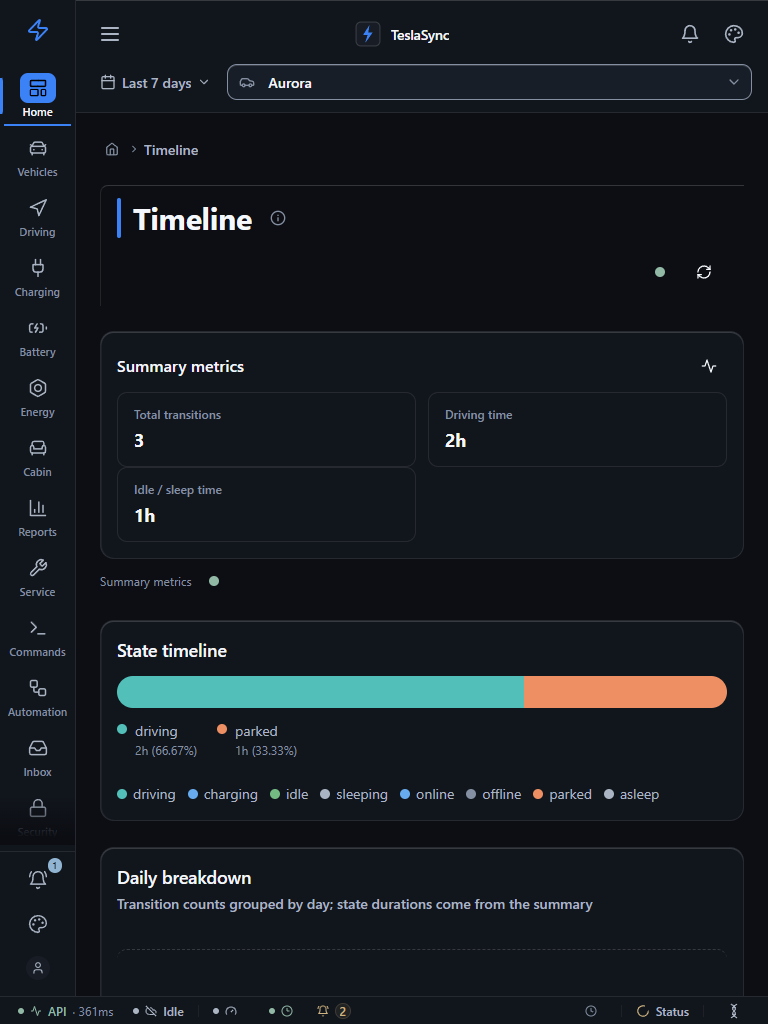 TeslaSync
Last 7 days
Aurora
Home
Vehicles
Driving
Charging
Battery
Energy
Cabin
Reports
Service
Commands
Automation
Inbox
Security
1
Timeline
Timeline
Summary metrics
Total transitions
3
Driving time
2h
Idle / sleep time
1h
Summary metrics
State timeline
driving
2h (66.67%)
parked
1h (33.33%)
driving charging idle sleeping online offline parked asleep
Daily breakdown
Transition counts grouped by day; state durations come from the summary
API · 361ms Idle 2 Status